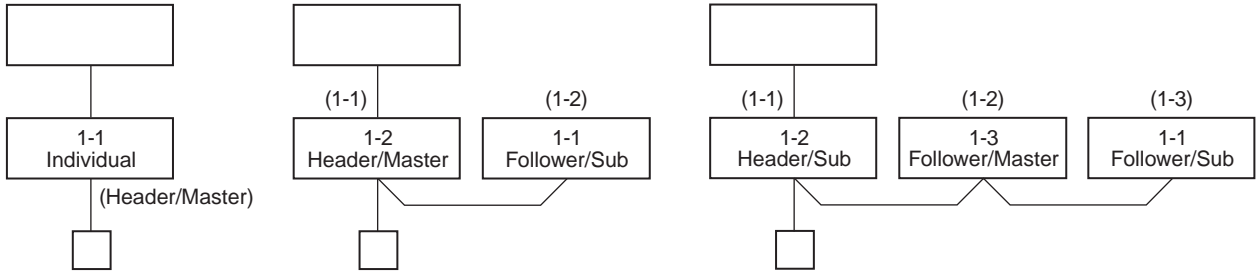 (1-1)
(1-2)
(1-1)
(1-2)
(1-3)
1-1
Individual
1-2
Header/Master
1-1
Follower/Sub
1-2
Header/Sub
1-3
Follower/Master
1-1
Follower/Sub
(Header/Master)